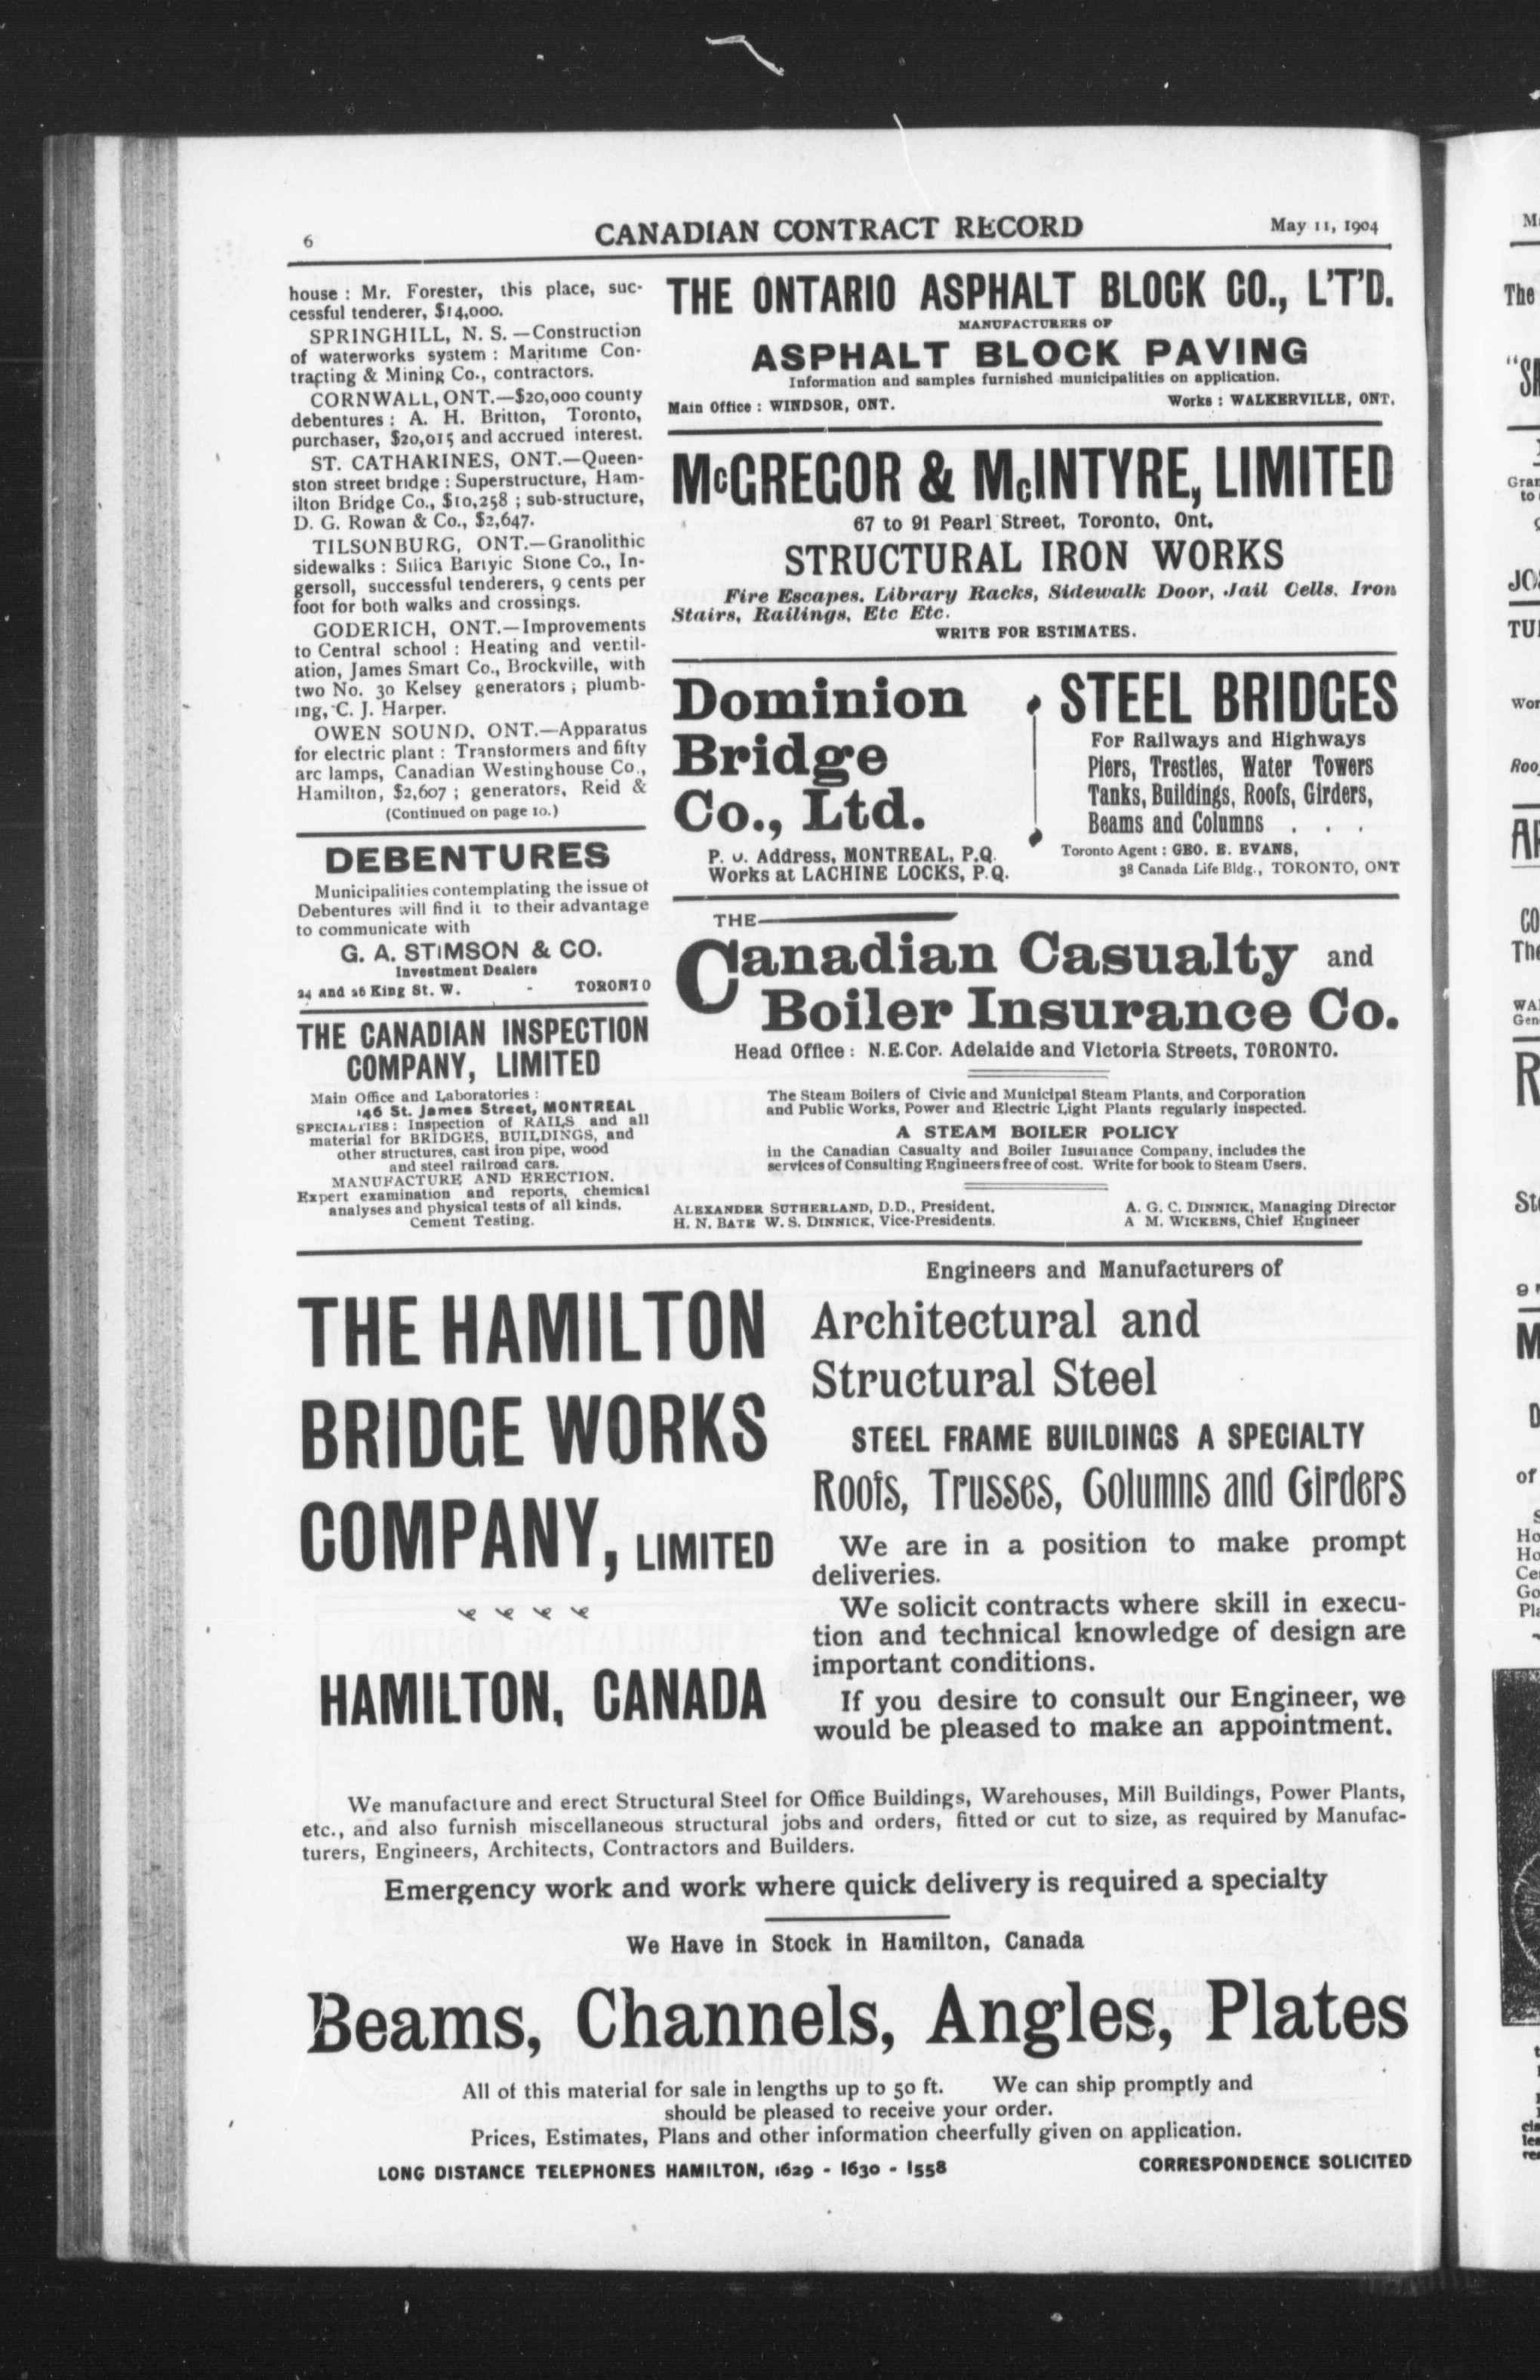 6
CANADIAN CONTRACT RECORD
May 11, 1904
house : Mr. Forester, this place, suc-
cessful tenderer, $14,000.
SPRINGHILL, N. S. — Construction
of waterworks system : Maritime Con-
tracting & Mining Co., contractors.
CORNWALL, ONT.—$20,000 county
debentures : A. H. Britton, Toronto,
purchaser, $20,015 and accrued interest.
ST. CATHARINES, ONT.—Queen-
ston street bridge : Superstructure, Ham-
ilton Bridge Co., $10,258 ; sub-structure,
D. G. Rowan & Co., $2,647.
TILSONBURG, ONT.—Granolithic
sidewalks : Silica Bartyic Stone Co., In-
gersoll, successful tenderers, 9 cents per
foot for both walks and crossings.
GODERICH, ONT.—Improvements
to Central school : Heating and ventil-
ation, James Smart Co., Brockville, with
two No. 30 Kelsey generators ; plumb-
ing, C. J. Harper.
OWEN SOUND, ONT.—Apparatus
for electric plant : Transformers and fifty
arc lamps, Canadian Westinghouse Co.,
Hamilton, $2,607 ; generators, Reid &
(Continued on page 10.)
DEBENTURES
Municipalities contemplating the issue of
Debentures will find it to their advantage
to communicate with
G. A. STIMSON & CO.
Investment Dealers
24 and 26 King St. W. - TORONTO
THE CANADIAN INSPECTION
COMPANY, LIMITED
Main Office and Laboratories :
146 St. James Street, MONTREAL
SPECIALTIES : Inspection of RAILS and all
material for BRIDGES, BUILDINGS, and
other structures, cast iron pipe, wood
and steel railroad cars.
MANUFACTURE AND ERECTION.
Expert examination and reports, chemical
analyses and physical tests of all kinds.
Cement Testing.
THE ONTARIO ASPHALT BLOCK CO., L'T'D.
MANUFACTURERS OF
ASPHALT BLOCK PAVING
Information and samples furnished municipalities on application.
Main Office : WINDSOR, ONT.
Works : WALKERVILLE, ONT.
McGREGOR & McINTYRE, LIMITED
67 to 91 Pearl Street, Toronto, Ont.
STRUCTURAL IRON WORKS
Fire Escapes. Library Racks, Sidewalk Door, Jail Cells. Iron
Stairs, Railings, Etc Etc.
WRITE FOR ESTIMATES.
Dominion
Bridge
Co., Ltd.
P. O. Address, MONTREAL, P.Q.
Works at LACHINE LOCKS, P.Q.
STEEL BRIDGES
For Railways and Highways
Piers, Trestles, Water Towers
Tanks, Buildings, Roofs, Girders,
Beams and Columns . . .
Toronto Agent : GEO. E. EVANS,
38 Canada Life Bldg., TORONTO, ONT
THE
Canadian Casualty and
Boiler Insurance Co.
Head Office : N.E.Cor. Adelaide and Victoria Streets, TORONTO.
The Steam Boilers of Civic and Municipal Steam Plants, and Corporation
and Public Works, Power and Electric Light Plants regularly inspected.
A STEAM BOILER POLICY
in the Canadian Casualty and Boiler Insurance Company, includes the
services of Consulting Engineers free of cost. Write for book to Steam Users.
ALEXANDER SUTHERLAND, D.D., President.
H. N. BATE W. S. DINNICK, Vice-Presidents.
A. G. C. DINNICK, Managing Director
A M. WICKENS, Chief Engineer
THE HAMILTON
BRIDGE WORKS
COMPANY, LIMITED
HAMILTON, CANADA
Engineers and Manufacturers of
Architectural and
Structural Steel
STEEL FRAME BUILDINGS A SPECIALTY
Roofs, Trusses, Columns and Girders
We are in a position to make prompt
deliveries.
We solicit contracts where skill in execu-
tion and technical knowledge of design are
important conditions.
If you desire to consult our Engineer, we
would be pleased to make an appointment.
We manufacture and erect Structural Steel for Office Buildings, Warehouses, Mill Buildings, Power Plants,
etc., and also furnish miscellaneous structural jobs and orders, fitted or cut to size, as required by Manufac-
turers, Engineers, Architects, Contractors and Builders.
Emergency work and work where quick delivery is required a specialty
We Have in Stock in Hamilton, Canada
Beams, Channels, Angles, Plates
All of this material for sale in lengths up to 50 ft. We can ship promptly and
should be pleased to receive your order.
Prices, Estimates, Plans and other information cheerfully given on application.
LONG DISTANCE TELEPHONES HAMILTON, 1629 - 1630 - 1558
CORRESPONDENCE SOLICITED